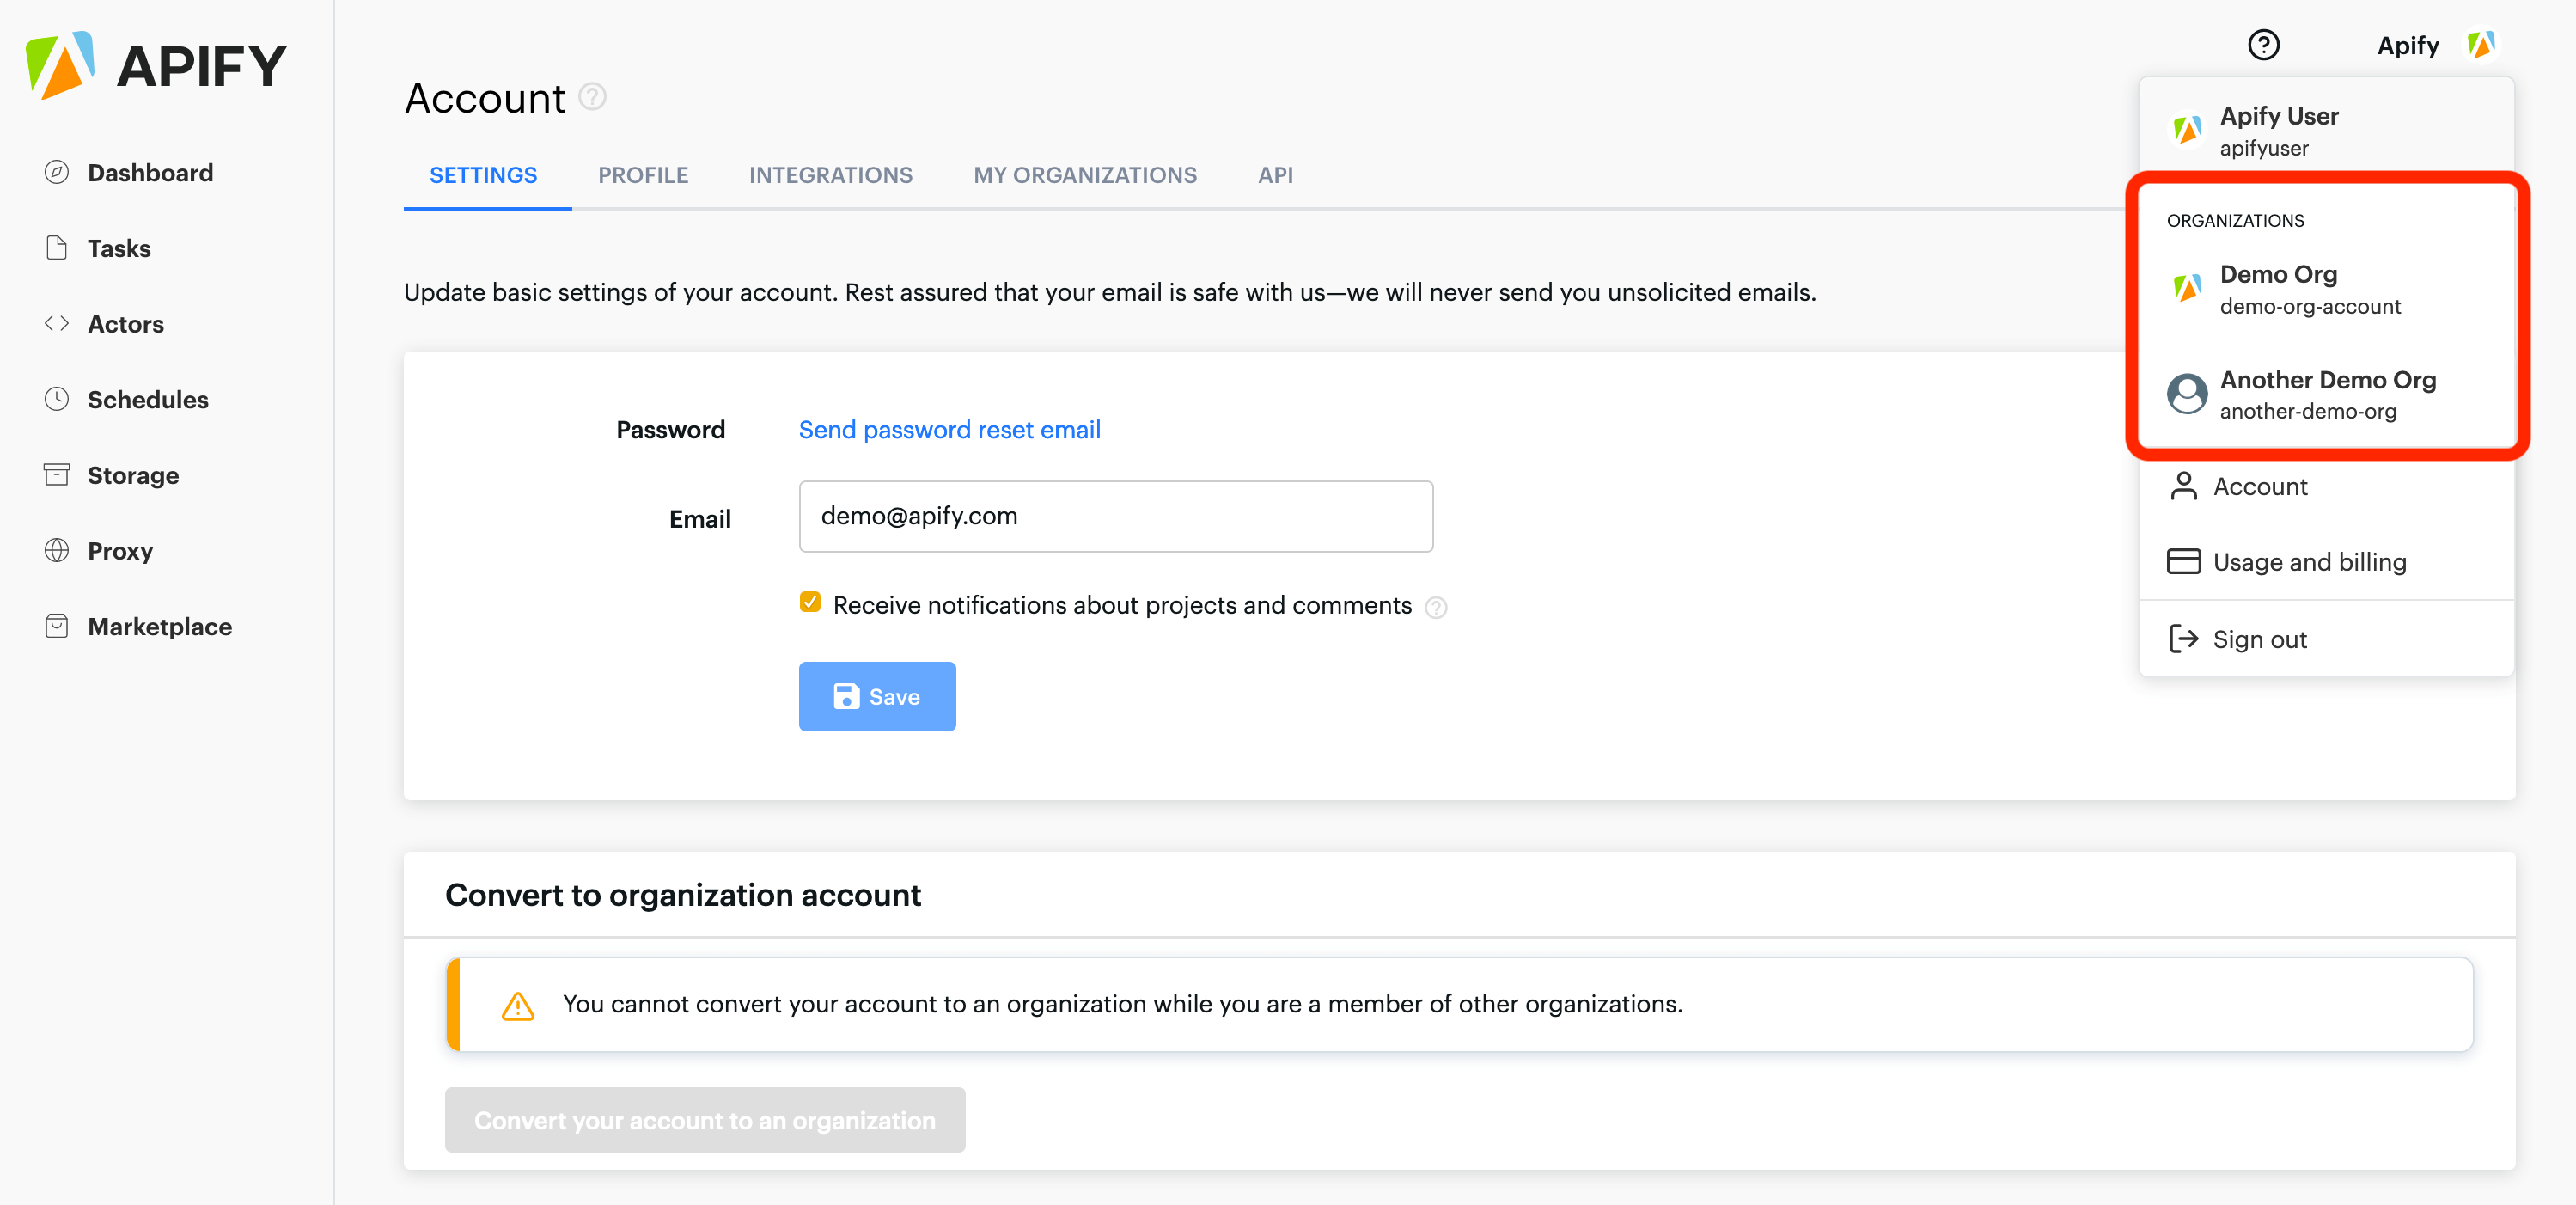 APIFY
Dashboard
Tasks
Actors
Schedules
Storage
Proxy
Marketplace
Apify
Account
SETTINGS
PROFILE
INTEGRATIONS
MY ORGANIZATIONS
API
Update basic settings of your account. Rest assured that your email is safe with us—we will never send you unsolicited emails.
Password
Send password reset email
Email
demo@apify.com
Receive notifications about projects and comments
Save
Convert to organization account
You cannot convert your account to an organization while you are a member of other organizations.
Convert your account to an organization
Apify User
apifyuser
ORGANIZATIONS
Demo Org
demo-org-account
Another Demo Org
another-demo-org
Account
Usage and billing
Sign out